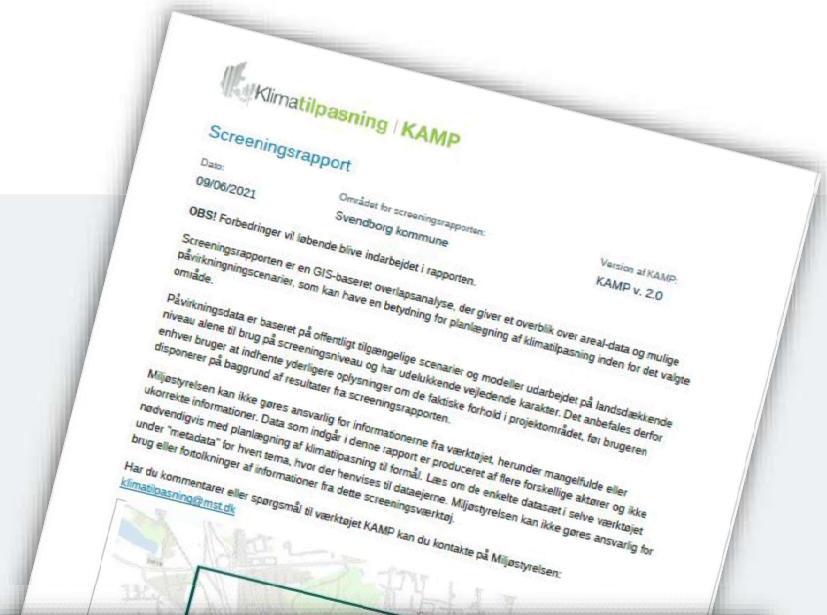 Klimatilpasning | KAMP
Screeningsrapport
Dato:
09/06/2021
Området for screeningsrapporten:
Svendborg kommune
Version af KAMP:
KAMP v. 2.0
OBS! Forbedringer vil løbende blive indarbejdet i rapporten.
Screeningsrapporten er en GIS-baseret overlapsanalyse, der giver et overblik over areal-data og mulige
påvirkningningscenarier, som kan have en betydning for planlægning af klimatilpasning inden for det valgte
område.
Påvirkningsdata er baseret på offentligt tilgængelige scenarier og modeller udarbejdet på landsdækkende
niveau alene til brug på screeningsniveau og har udelukkende vejledende karakter. Det anbefales derfor
enhver bruger at indhente yderligere oplysninger om de faktiske forhold i projektområdet, før brugeren
disponerer på baggrund af resultater fra screeningsrapporten.
Miljøstyrelsen kan ikke gøres ansvarlig for informationerne fra værktøjet, herunder mangelfulde eller
ukorrekte informationer. Data som indgår i denne rapport er produceret af flere forskellige aktører og ikke
nødvendigvis med planlægning af klimatilpasning til formål. Læs om de enkelte datasæt i selve værktøjet
under "metadata" for hvert tema, hvor der henvises til dataejerne. Miljøstyrelsen kan ikke gøres ansvarlig for
brug eller fortolkninger af informationer fra dette screeningsværktøj.
Har du kommentarer eller spørgsmål til værktøjet KAMP kan du kontakte på Miljøstyrelsen:
klimatilpasning@mst.dk